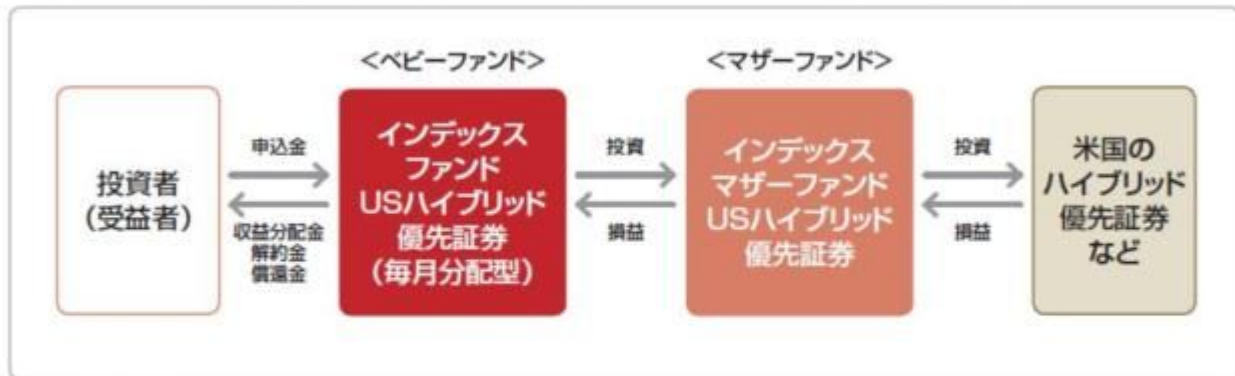 <ベビーファンド>
<マザーファンド>
投資者
(受益者)
申込金
収益分配金
解約金
償還金
インデックス
ファンド
USハイブリッド
優先証券
(毎月分配型)
投資
損益
インデックス
マザーファンド
USハイブリッド
優先証券
投資
損益
米国の
ハイブリッド
優先証券
など